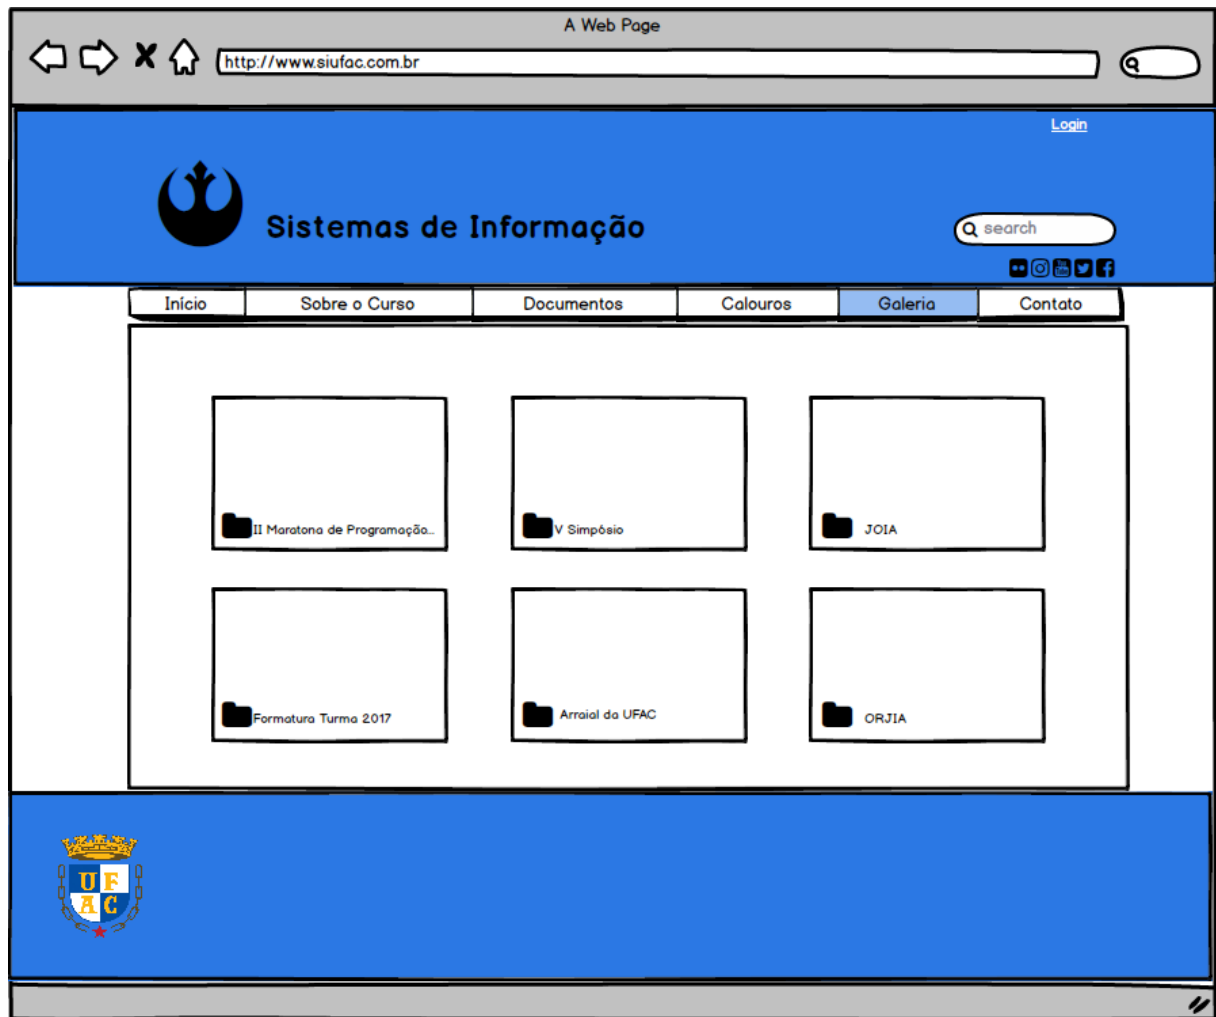 A Web Page
http://www.siufac.com.br
Login
Sistemas de Informação
search
Início Sobre o Curso Documentos Calouros Galeria Contato
II Maratona de Programação... V Simpósio JOIA
Formatura Turma 2017 Arraial da UFAC ORJIA
U F
A C